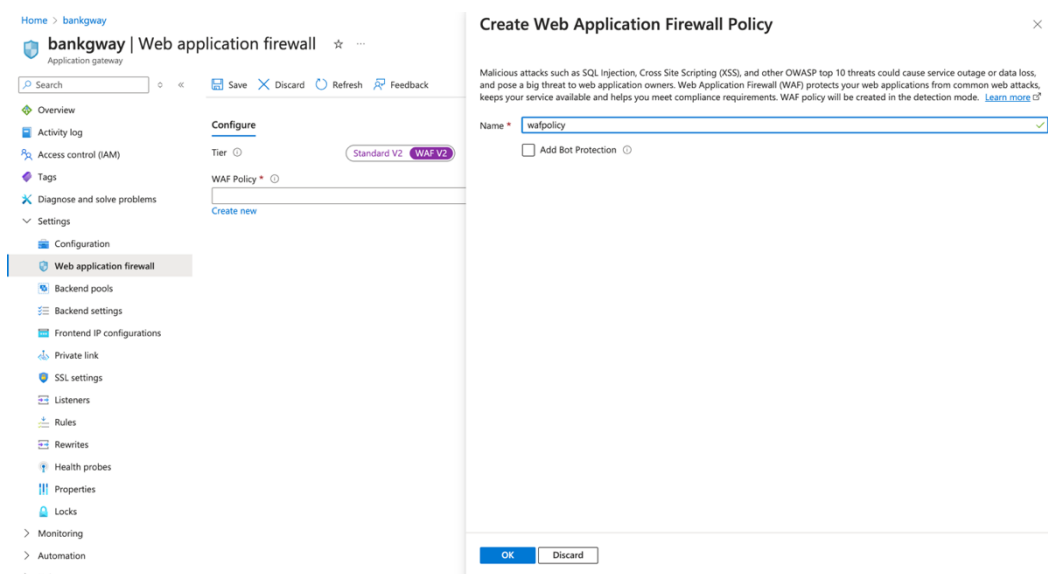 Home > bankgway
bankgway | Web application firewall ☆ ...
Application gateway
Search
Overview
Activity log
Access control (IAM)
Tags
Diagnose and solve problems
Settings
Configuration
Web application firewall
Backend pools
Backend settings
Frontend IP configurations
Private link
SSL settings
Listeners
Rules
Rewrites
Health probes
Properties
Locks
Monitoring
Automation
Save Discard Refresh Feedback
Configure
Tier Standard V2 WAF V2
WAF Policy *
Create new
Create Web Application Firewall Policy
Malicious attacks such as SQL Injection, Cross Site Scripting (XSS), and other OWASP top 10 threats could cause service outage or data loss,
and pose a big threat to web application owners. Web Application Firewall (WAF) protects your web applications from common web attacks,
keeps your service available and helps you meet compliance requirements. WAF policy will be created in the detection mode. Learn more
Name * wafpolicy
Add Bot Protection
OK Discard